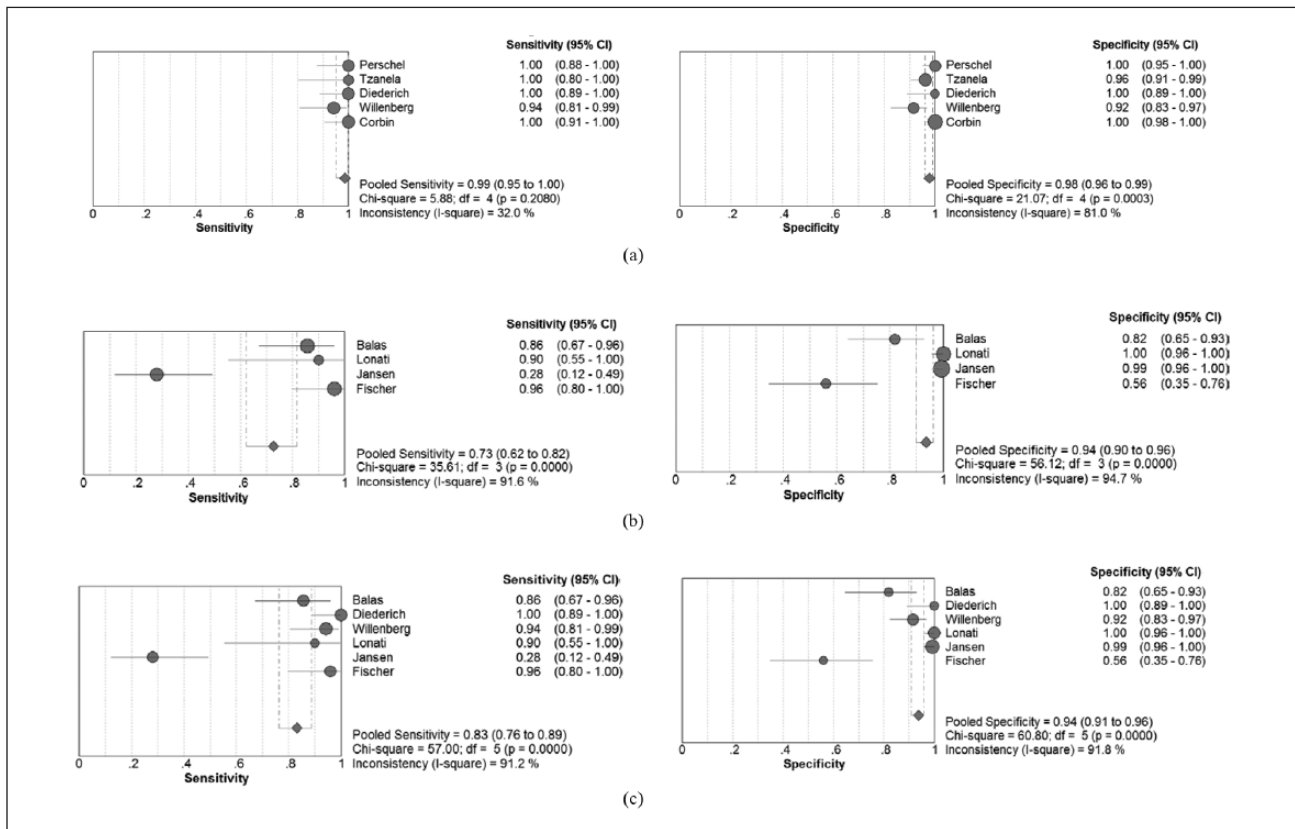 Sensitivity (95% CI)
Perschel 1.00 (0.88 - 1.00)
Tzanela 1.00 (0.80 - 1.00)
Diederich 1.00 (0.89 - 1.00)
Willenberg 0.94 (0.81 - 0.99)
Corbin 1.00 (0.91 - 1.00)
Pooled Sensitivity = 0.99 (0.95 to 1.00)
Chi-square = 5.88; df = 4 (p = 0.2080)
Inconsistency (I-square) = 32.0 %
0 .2 .4 .6 .8 1
Sensitivity
Specificity (95% CI)
Perschel 1.00 (0.95 - 1.00)
Tzanela 0.96 (0.91 - 0.99)
Diederich 1.00 (0.89 - 1.00)
Willenberg 0.92 (0.83 - 0.97)
Corbin 1.00 (0.98 - 1.00)
Pooled Specificity = 0.98 (0.96 to 0.99)
Chi-square = 21.07; df = 4 (p = 0.0003)
Inconsistency (I-square) = 81.0 %
0 .2 .4 .6 .8 1
Specificity
(a)
Sensitivity (95% CI)
Balas 0.86 (0.67 - 0.96)
Lonati 0.90 (0.55 - 1.00)
Jansen 0.28 (0.12 - 0.49)
Fischer 0.96 (0.80 - 1.00)
Pooled Sensitivity = 0.73 (0.62 to 0.82)
Chi-square = 35.61; df = 3 (p = 0.0000)
Inconsistency (I-square) = 91.6 %
0 .2 .4 .6 .8 1
Sensitivity
Specificity (95% CI)
Balas 0.82 (0.65 - 0.93)
Lonati 1.00 (0.96 - 1.00)
Jansen 0.99 (0.96 - 1.00)
Fischer 0.56 (0.35 - 0.76)
Pooled Specificity = 0.94 (0.90 to 0.96)
Chi-square = 56.12; df = 3 (p = 0.0000)
Inconsistency (I-square) = 94.7 %
0 .2 .4 .6 .8 1
Specificity
(b)
Sensitivity (95% CI)
Balas 0.86 (0.67 - 0.96)
Diederich 1.00 (0.89 - 1.00)
Willenberg 0.94 (0.81 - 0.99)
Lonati 0.90 (0.55 - 1.00)
Jansen 0.28 (0.12 - 0.49)
Fischer 0.96 (0.80 - 1.00)
Pooled Sensitivity = 0.83 (0.76 to 0.89)
Chi-square = 57.00; df = 5 (p = 0.0000)
Inconsistency (I-square) = 91.2 %
0 .2 .4 .6 .8 1
Sensitivity
Specificity (95% CI)
Balas 0.82 (0.65 - 0.93)
Diederich 1.00 (0.89 - 1.00)
Willenberg 0.92 (0.83 - 0.97)
Lonati 1.00 (0.96 - 1.00)
Jansen 0.99 (0.96 - 1.00)
Fischer 0.56 (0.35 - 0.76)
Pooled Specificity = 0.94 (0.91 to 0.96)
Chi-square = 60.80; df = 5 (p = 0.0000)
Inconsistency (I-square) = 91.8 %
0 .2 .4 .6 .8 1
Specificity
(c)